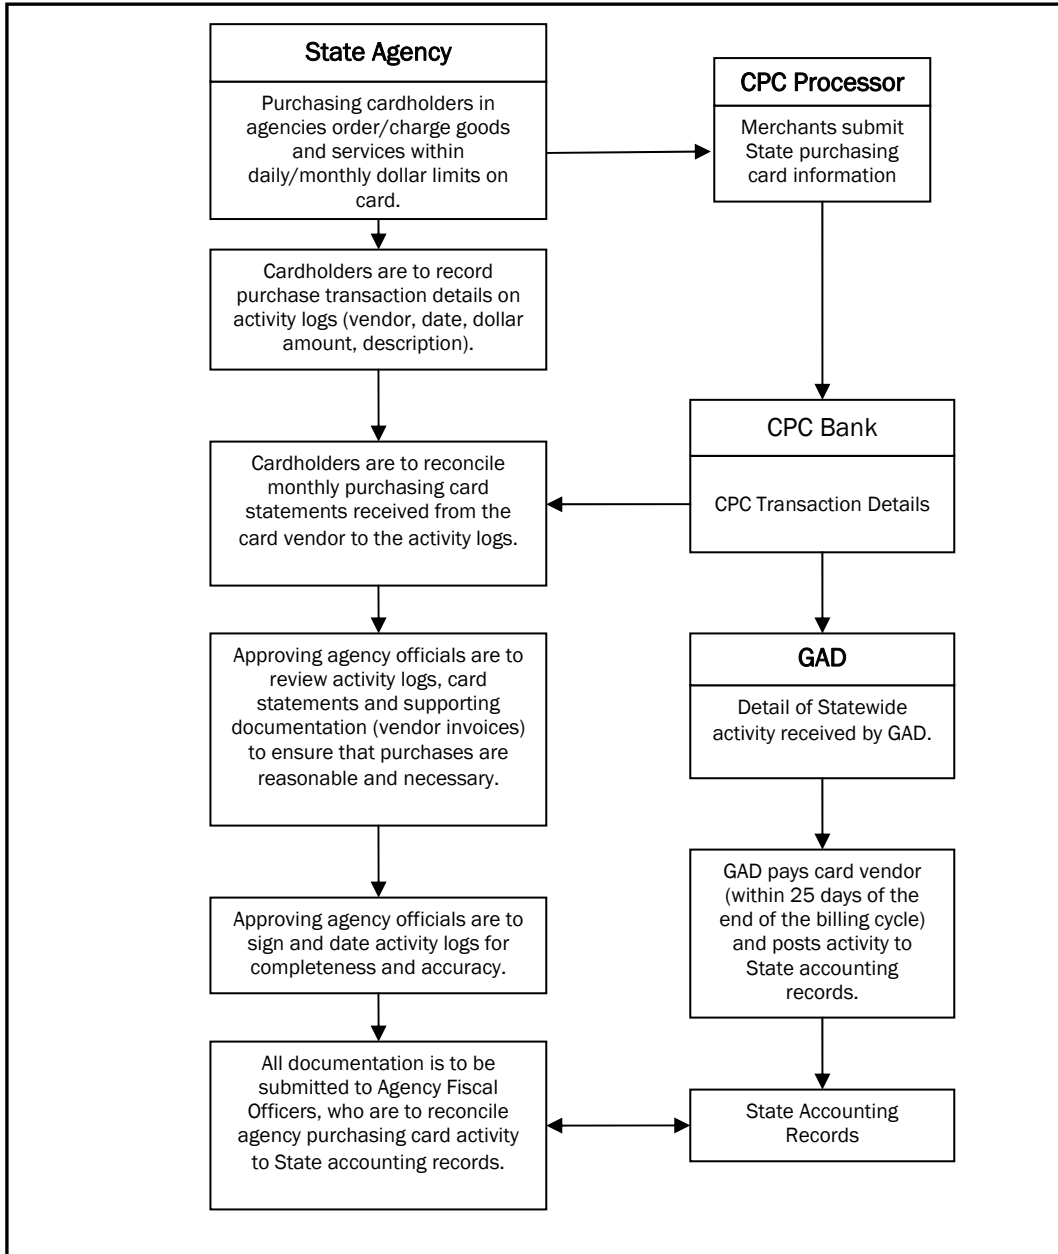 State Agency
Purchasing cardholders in
agencies order/charge goods
and services within
daily/monthly dollar limits on
card.
CPC Processor
Merchants submit
State purchasing
card information
Cardholders are to record
purchase transaction details on
activity logs (vendor, date, dollar
amount, description).
Cardholders are to reconcile
monthly purchasing card
statements received from the
card vendor to the activity logs.
CPC Bank
CPC Transaction Details
Approving agency officials are to
review activity logs, card
statements and supporting
documentation (vendor invoices)
to ensure that purchases are
reasonable and necessary.
GAD
Detail of Statewide
activity received by GAD.
Approving agency officials are to
sign and date activity logs for
completeness and accuracy.
GAD pays card vendor
(within 25 days of the
end of the billing cycle)
and posts activity to
State accounting
records.
All documentation is to be
submitted to Agency Fiscal
Officers, who are to reconcile
agency purchasing card activity
to State accounting records.
State Accounting
Records